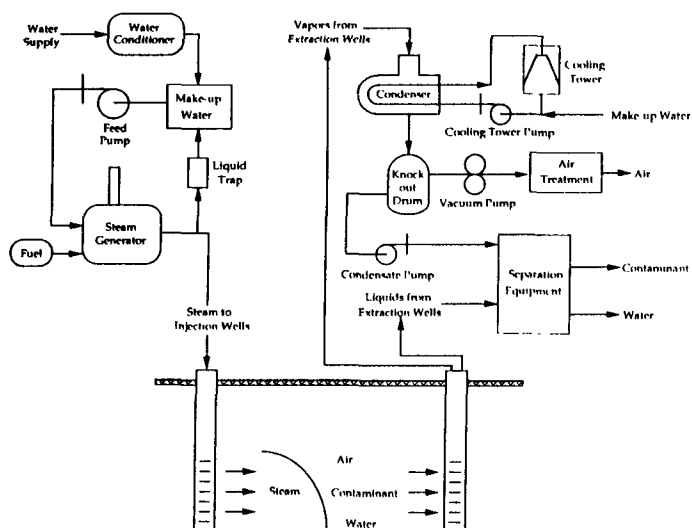 Water
Supply
Water
Conditioner
Make-up
Water
Feed
Pump
Liquid
Trap
Steam
Generator
Fuel
Steam to
Injection Wells
Vapors from
Extraction Wells
Condenser
Cooling
Tower
Make up Water
Cooling Tower Pump
Knock
out
Drum
Vacuum Pump
Air
Treatment
Air
Condensate Pump
Liquids from
Extraction Wells
Separation
Equipment
Contaminant
Water
Steam
Air
Contaminant
Water